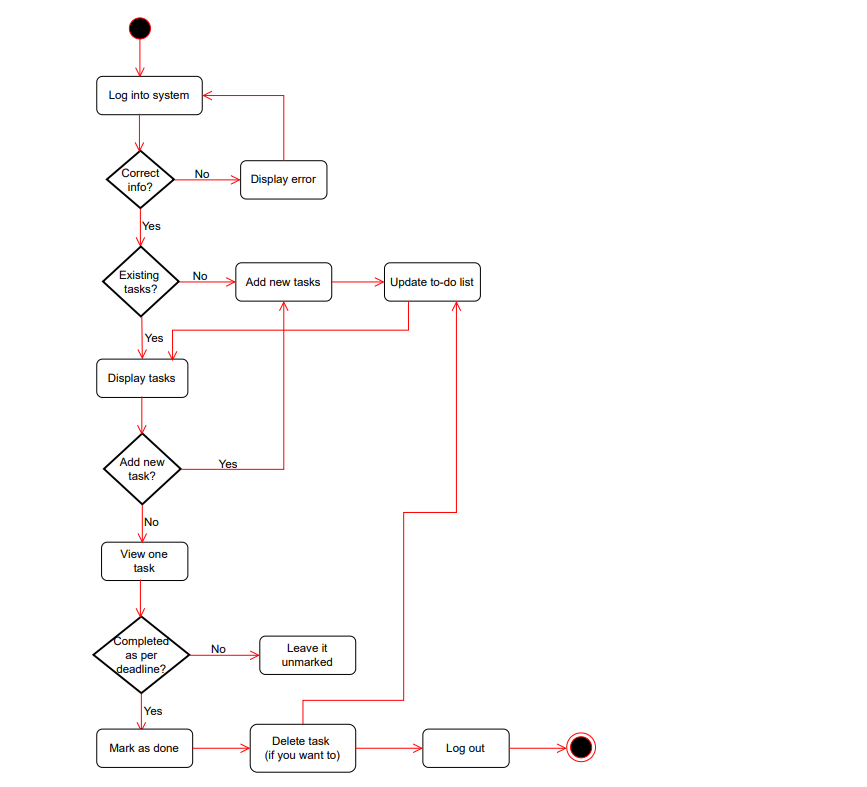 Log into system
Correct
info?
No
Display error
Yes
Existing
tasks?
No
Add new tasks
Update to-do list
Yes
Display tasks
Add new
task?
Yes
No
View one
task
Completed
as per
deadline?
No
Leave it
unmarked
Yes
Mark as done
Delete task
(if you want to)
Log out